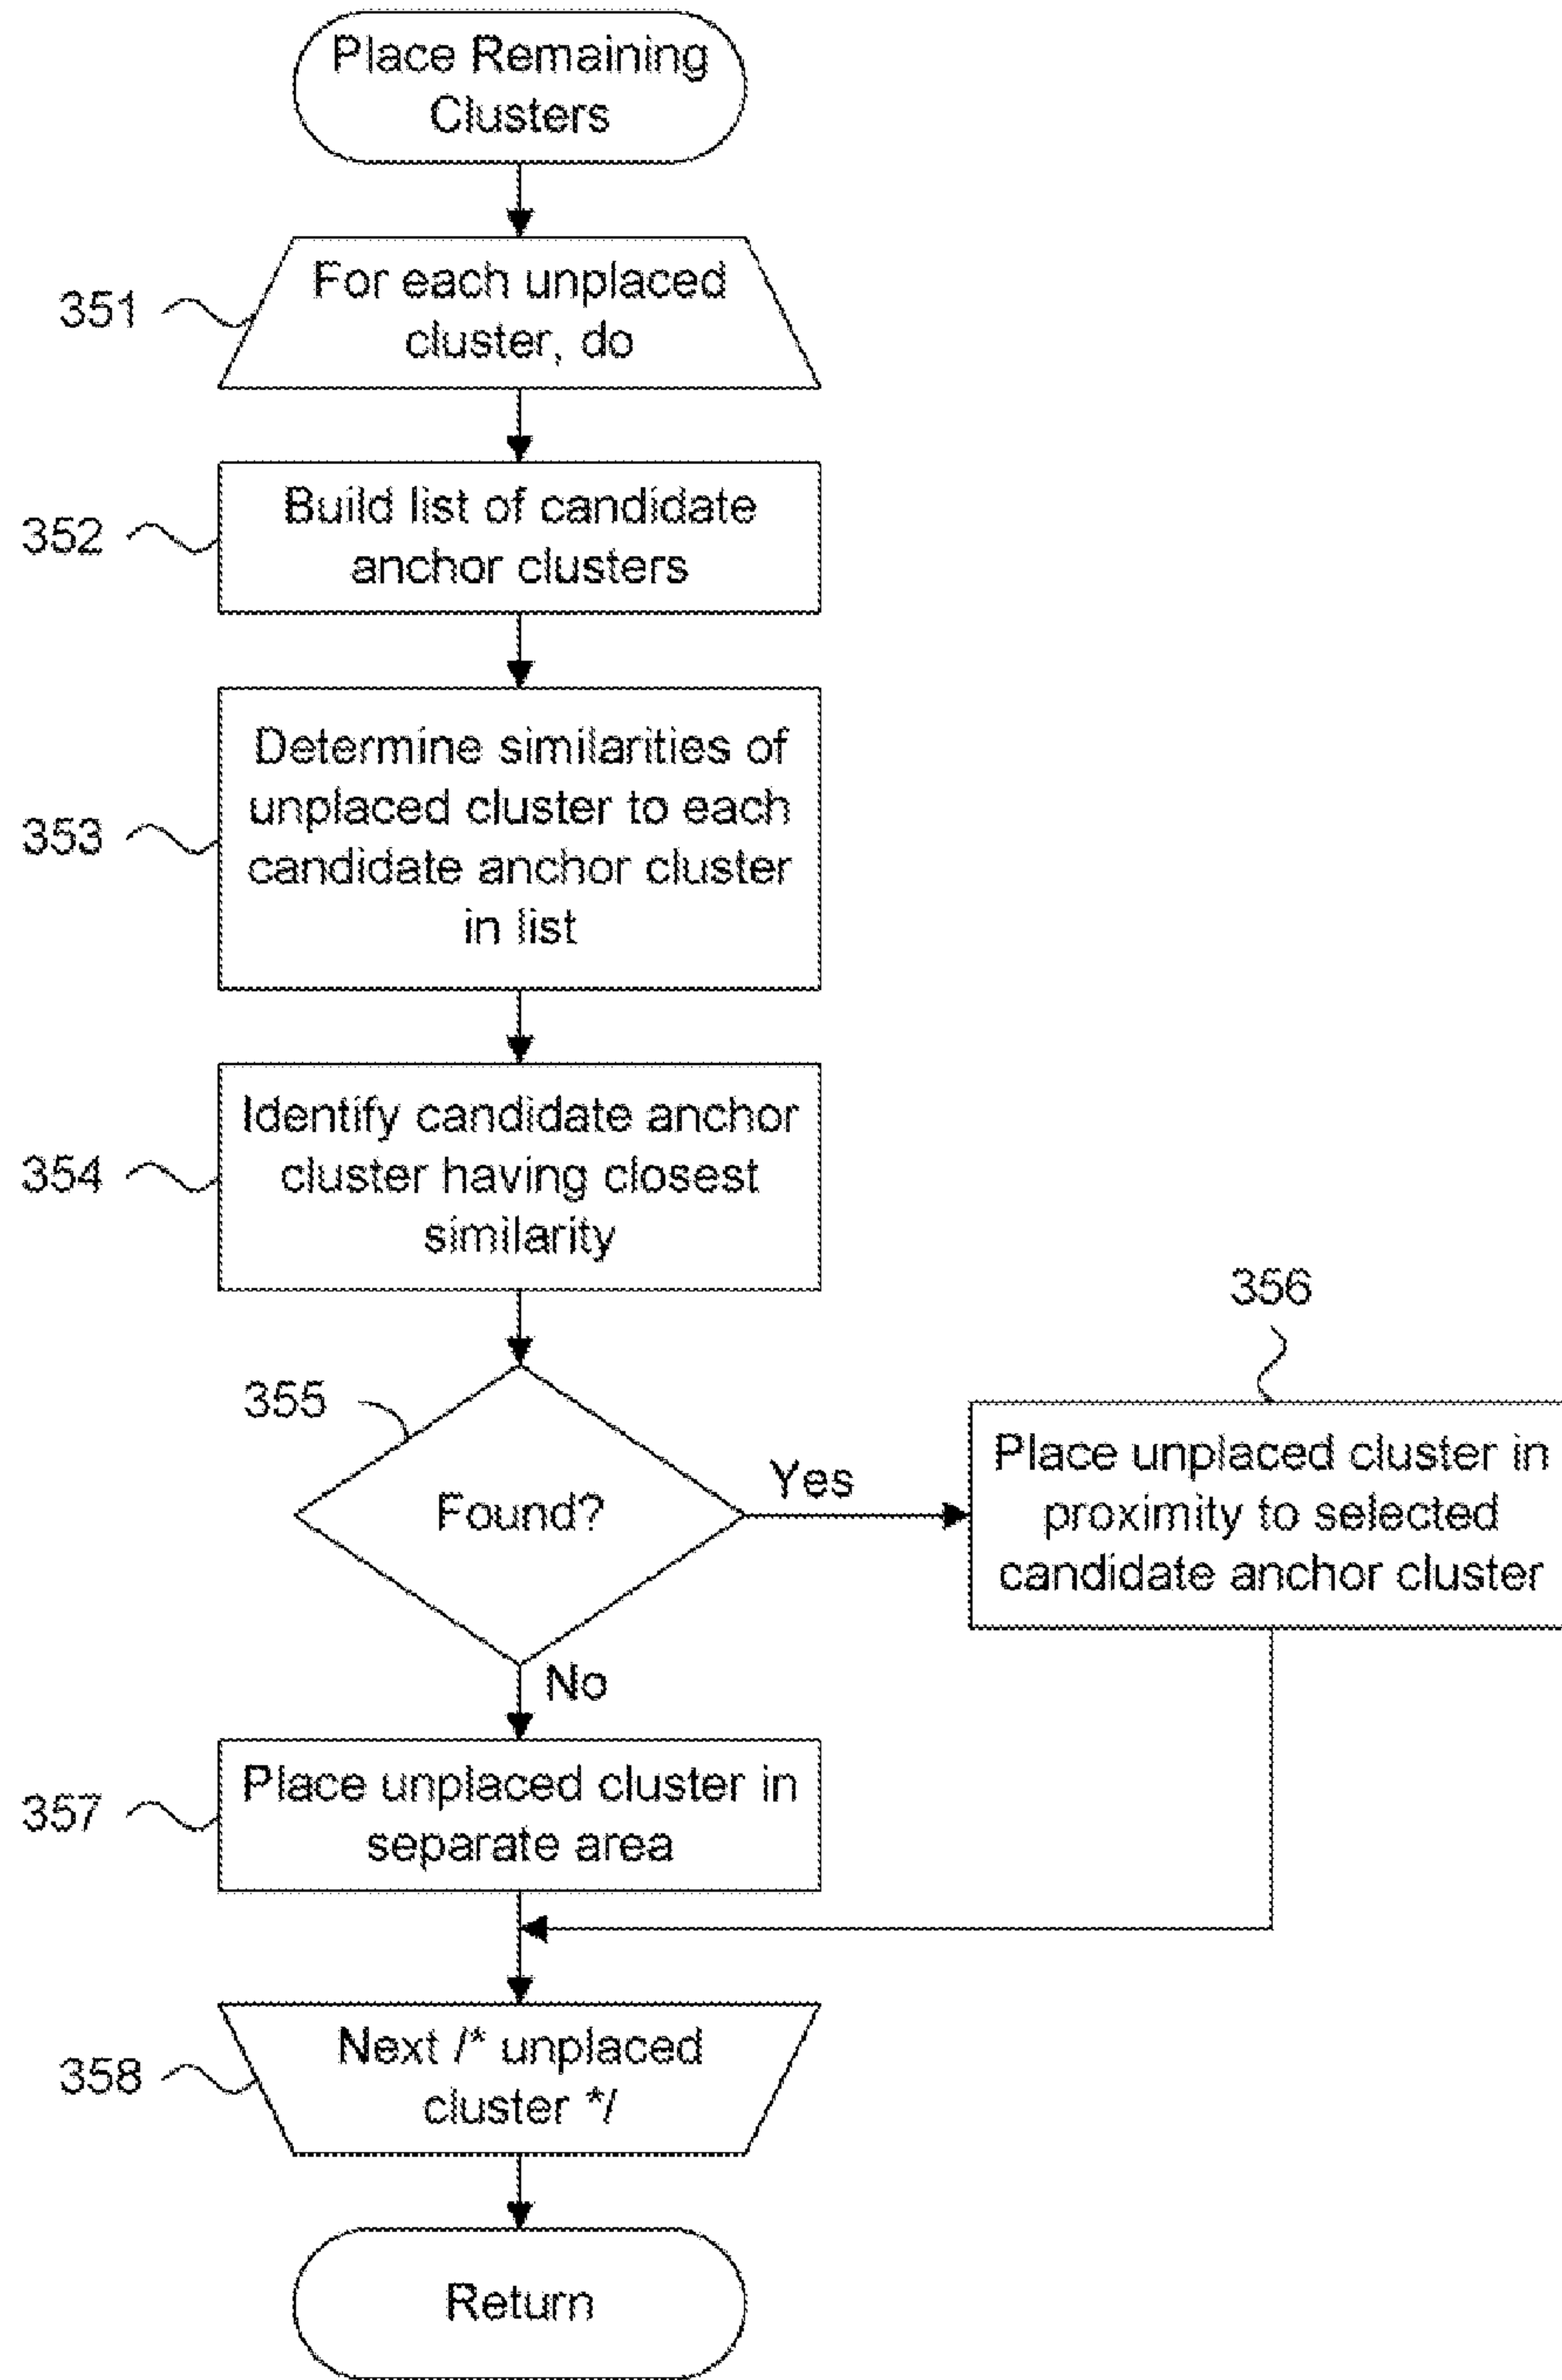 Place Remaining
Clusters
351
For each unplaced
cluster, do
352
Build list of candidate
anchor clusters
353
Determine similarities of
unplaced cluster to each
candidate anchor cluster
in list
354
Identify candidate anchor
cluster having closest
similarity
355
Found?
Yes
356
Place unplaced cluster in
proximity to selected
candidate anchor cluster
No
357
Place unplaced cluster in
separate area
358
Next /* unplaced
cluster */
Return